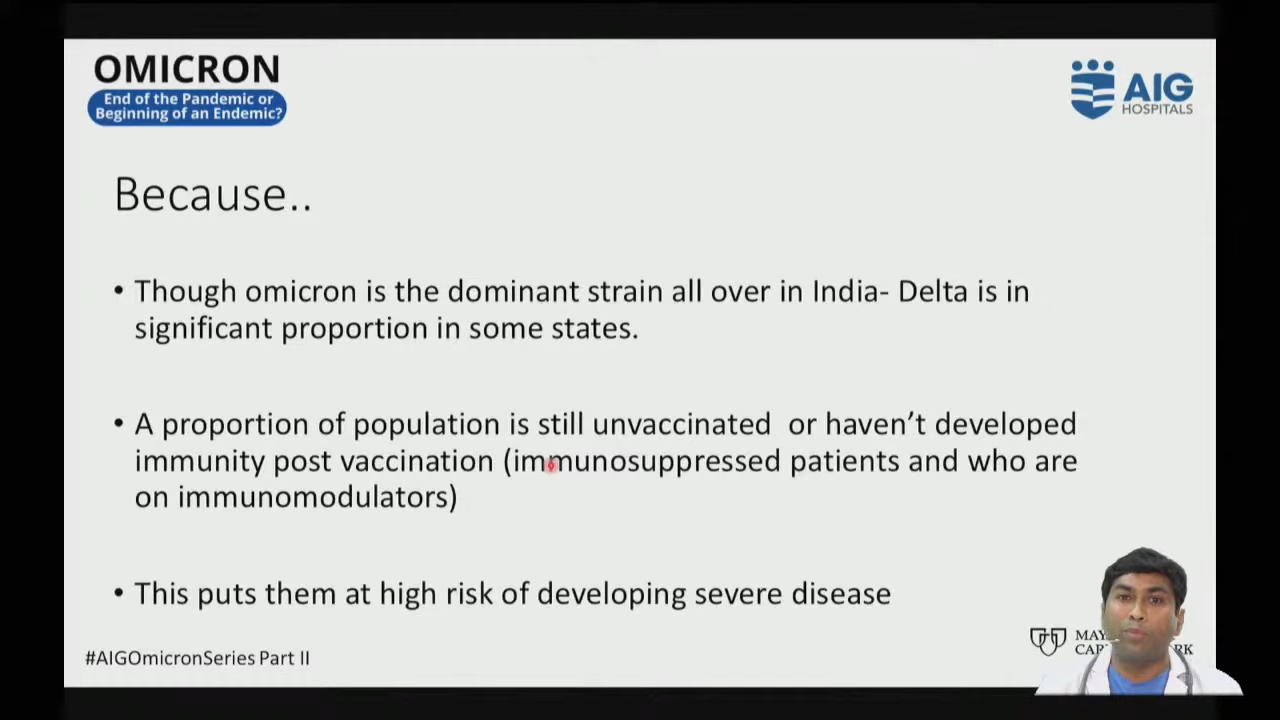 OMICRON
End of the Pandemic or
Beginning of an Endemic?
AIG
HOSPITALS
Because..
• Though omicron is the dominant strain all over in India- Delta is in
significant proportion in some states.
• A proportion of population is still unvaccinated or haven’t developed
immunity post vaccination (immunosuppressed patients and who are
on immunomodulators)
• This puts them at high risk of developing severe disease
#AIGOmicronSeries Part II